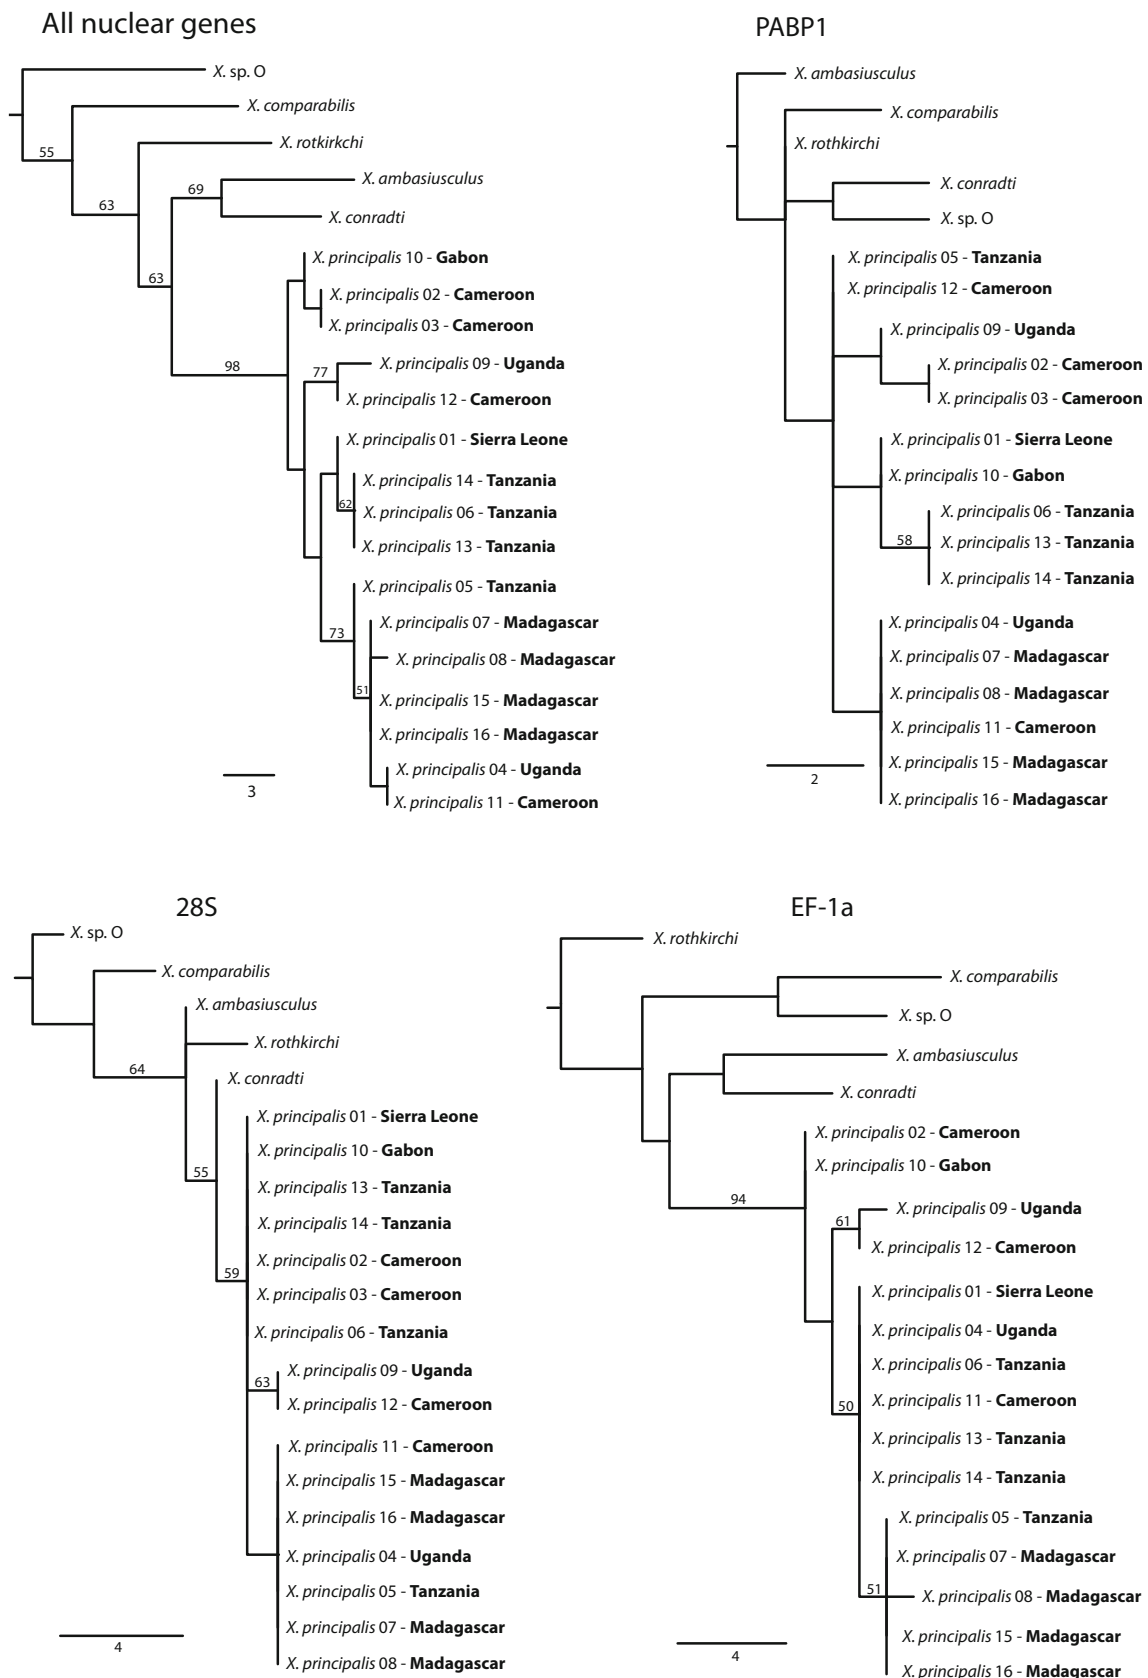 All nuclear genes
X. sp. O
X. comparabilis
55
X. rotkirkchi
63
69
X. ambasiusculus
X. conradti
63
X. principalis 10 - Gabon
X. principalis 02 - Cameroon
X. principalis 03 - Cameroon
98
77
X. principalis 09 - Uganda
X. principalis 12 - Cameroon
X. principalis 01 - Sierra Leone
X. principalis 14 - Tanzania
62
X. principalis 06 - Tanzania
X. principalis 13 - Tanzania
X. principalis 05 - Tanzania
73
X. principalis 07 - Madagascar
X. principalis 08 - Madagascar
51
X. principalis 15 - Madagascar
X. principalis 16 - Madagascar
X. principalis 04 - Uganda
X. principalis 11 - Cameroon
3
PABP1
X. ambasiusculus
X. comparabilis
X. rothkirchi
X. conradti
X. sp. O
X. principalis 05 - Tanzania
X. principalis 12 - Cameroon
X. principalis 09 - Uganda
X. principalis 02 - Cameroon
X. principalis 03 - Cameroon
X. principalis 01 - Sierra Leone
X. principalis 10 - Gabon
X. principalis 06 - Tanzania
58
X. principalis 13 - Tanzania
X. principalis 14 - Tanzania
X. principalis 04 - Uganda
X. principalis 07 - Madagascar
X. principalis 08 - Madagascar
X. principalis 11 - Cameroon
X. principalis 15 - Madagascar
X. principalis 16 - Madagascar
2
28S
X. sp. O
X. comparabilis
X. ambasiusculus
X. rothkirchi
64
X. conradti
X. principalis 01 - Sierra Leone
X. principalis 10 - Gabon
55
X. principalis 13 - Tanzania
X. principalis 14 - Tanzania
X. principalis 02 - Cameroon
59
X. principalis 03 - Cameroon
X. principalis 06 - Tanzania
X. principalis 09 - Uganda
63
X. principalis 12 - Cameroon
X. principalis 11 - Cameroon
X. principalis 15 - Madagascar
X. principalis 16 - Madagascar
X. principalis 04 - Uganda
X. principalis 05 - Tanzania
X. principalis 07 - Madagascar
X. principalis 08 - Madagascar
4
EF-1a
X. rothkirchi
X. comparabilis
X. sp. O
X. ambasiusculus
X. conradti
X. principalis 02 - Cameroon
X. principalis 10 - Gabon
94
X. principalis 09 - Uganda
61
X. principalis 12 - Cameroon
X. principalis 01 - Sierra Leone
X. principalis 04 - Uganda
X. principalis 06 - Tanzania
X. principalis 11 - Cameroon
50
X. principalis 13 - Tanzania
X. principalis 14 - Tanzania
X. principalis 05 - Tanzania
X. principalis 07 - Madagascar
51
X. principalis 08 - Madagascar
X. principalis 15 - Madagascar
X. principalis 16 - Madagascar
4